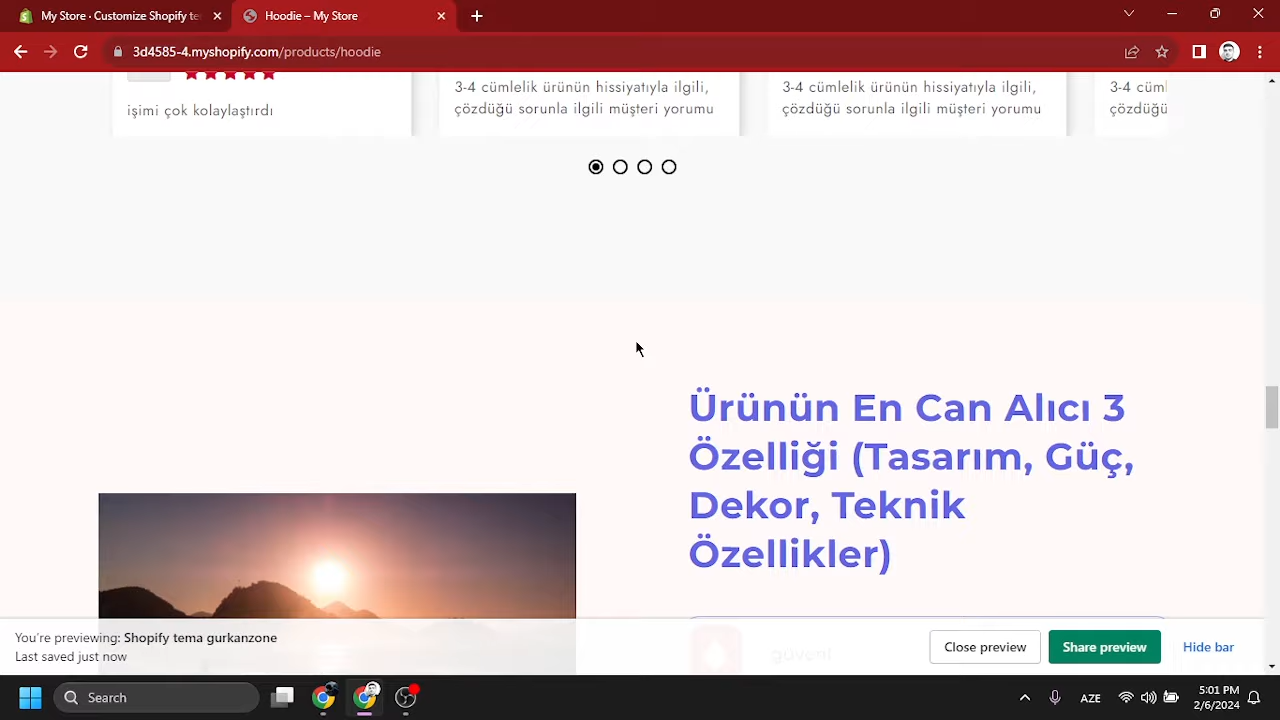 My Store · Customize Shopify te
Hoodie – My Store
3d4585-4.myshopify.com/products/hoodie
işimi çok kolaylaştırdı
3-4 cümlelik ürünün hissiyatıyla ilgili,
çözdüğü sorunla ilgili müşteri yorumu
3-4 cümlelik ürünün hissiyatıyla ilgili,
çözdüğü sorunla ilgili müşteri yorumu
3-4 cüml
çözdüğü
Ürünün En Can Alıcı 3
Özelliği (Tasarım, Güç,
Dekor, Teknik
Özellikler)
güvenl
You're previewing: Shopify tema gurkanzone
Last saved just now
Close preview
Share preview
Hide bar
Search
AZE
5:01 PM
2/6/2024